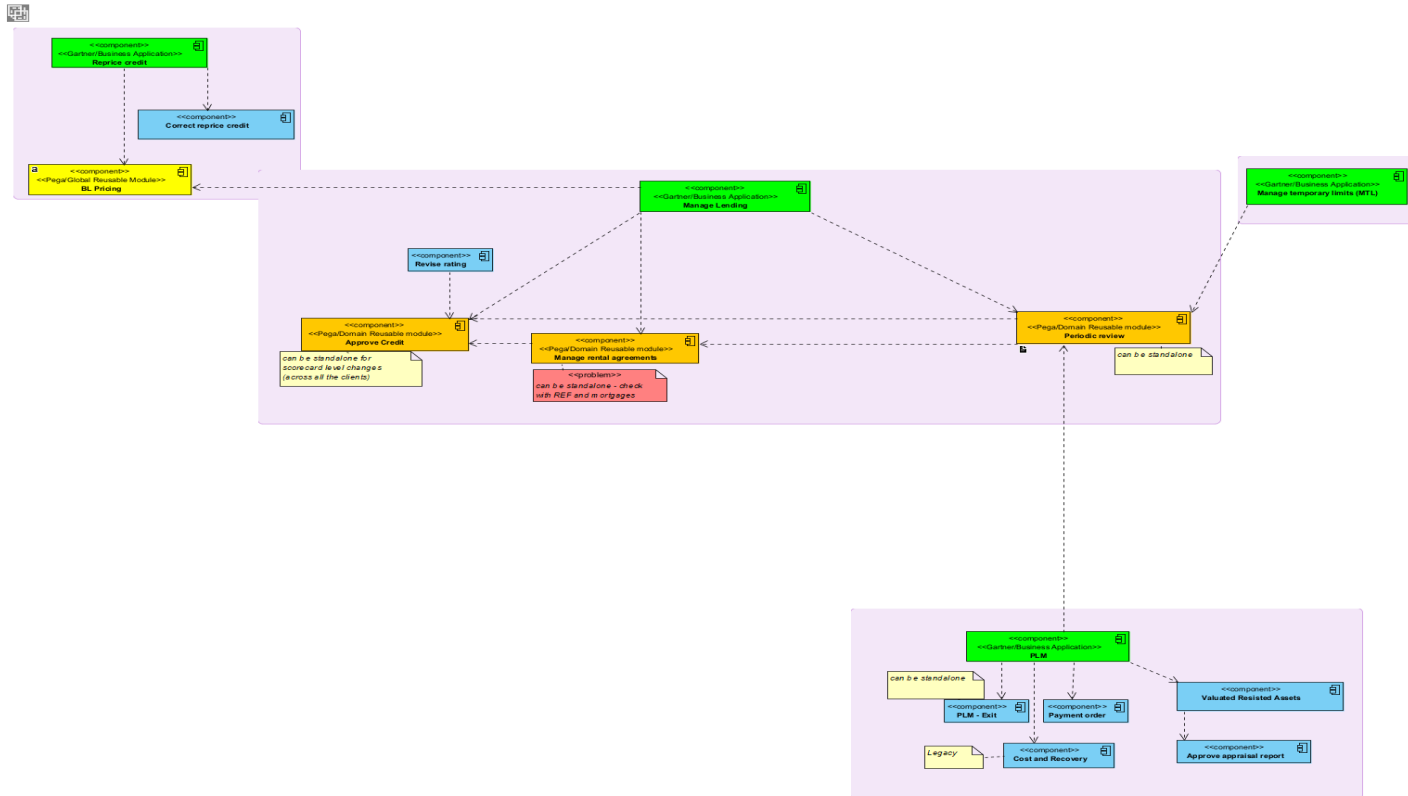 <<component>>
<<Gartner/Business Application>>
Reprice credit
<<component>>
Correct reprice credit
a
<<component>>
<<Pega/Global Reusable Module>>
BL Pricing
<<component>>
<<Gartner/Business Application>>
Manage Lending
<<component>>
<<Gartner/Business Application>>
Manage temporary limits (MTL)
<<component>>
Revise rating
<<component>>
<<Pega/Domain Reusable module>>
Approve Credit
can be standalone for
scorecard level changes
(across all the clients)
<<component>>
<<Pega/Domain Reusable module>>
Manage rental agreements
<<problem>>
can be standalone - check
with REF and mortgages
<<component>>
<<Pega/Domain Reusable module>>
Periodic review
can be standalone
<<component>>
<<Gartner/Business Application>>
PLM
can be standalone
<<component>>
PLM - Exit
<<component>>
Payment order
<<component>>
Valuated Resisted Assets
Legacy
<<component>>
Cost and Recovery
<<component>>
Approve appraisal report